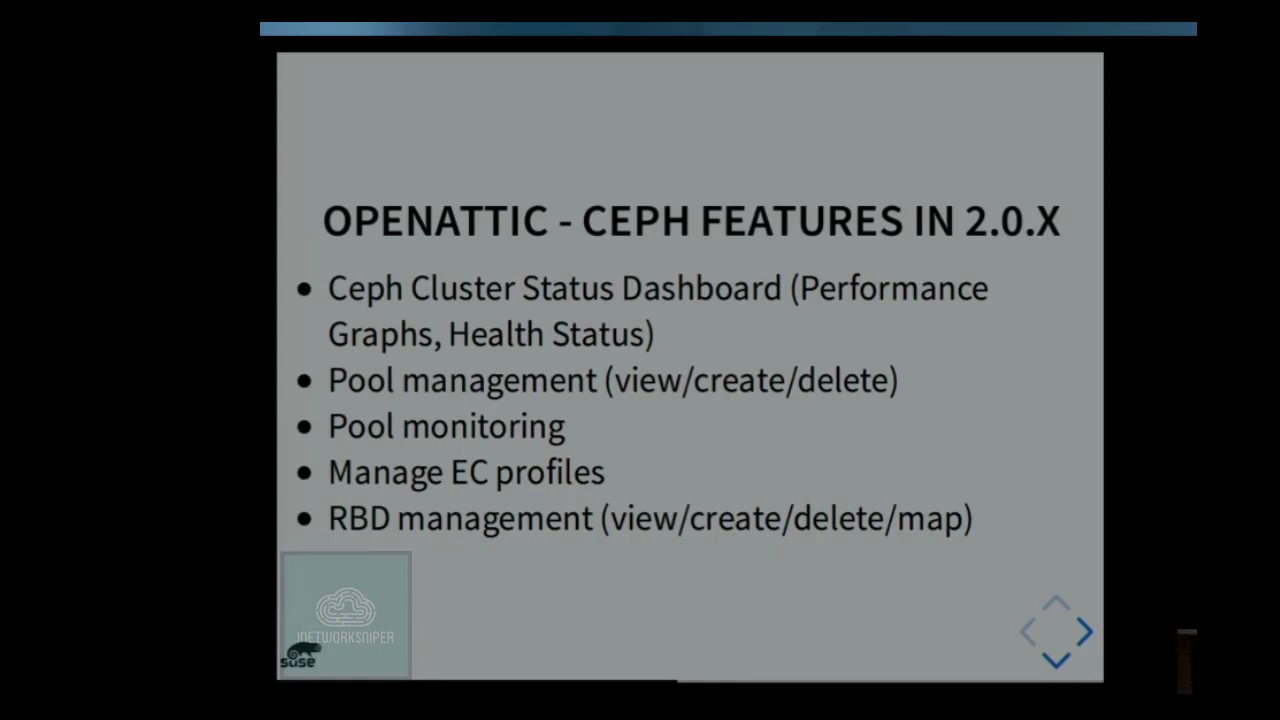 OPENATTIC - CEPH FEATURES IN 2.0.X
• Ceph Cluster Status Dashboard (Performance
Graphs, Health Status)
• Pool management (view/create/delete)
• Pool monitoring
• Manage EC profiles
• RBD management (view/create/delete/map)
suse